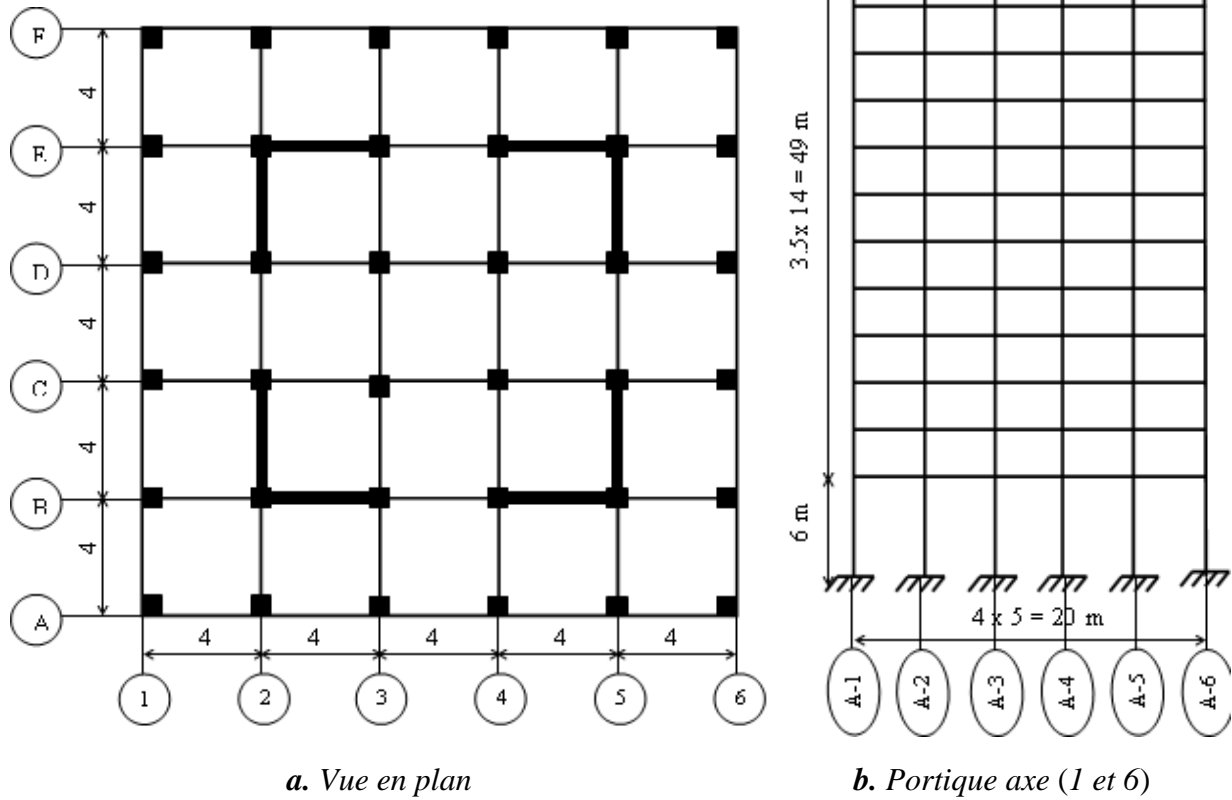 F
4
E
4
D
4
C
4
B
4
A
4 4 4 4 4
1 2 3 4 5 6
a. Vue en plan
3.5x 14 = 49 m
6 m
4 x 5 = 20 m
A-1 A-2 A-3 A-4 A-5 A-6
b. Portique axe (1 et 6)